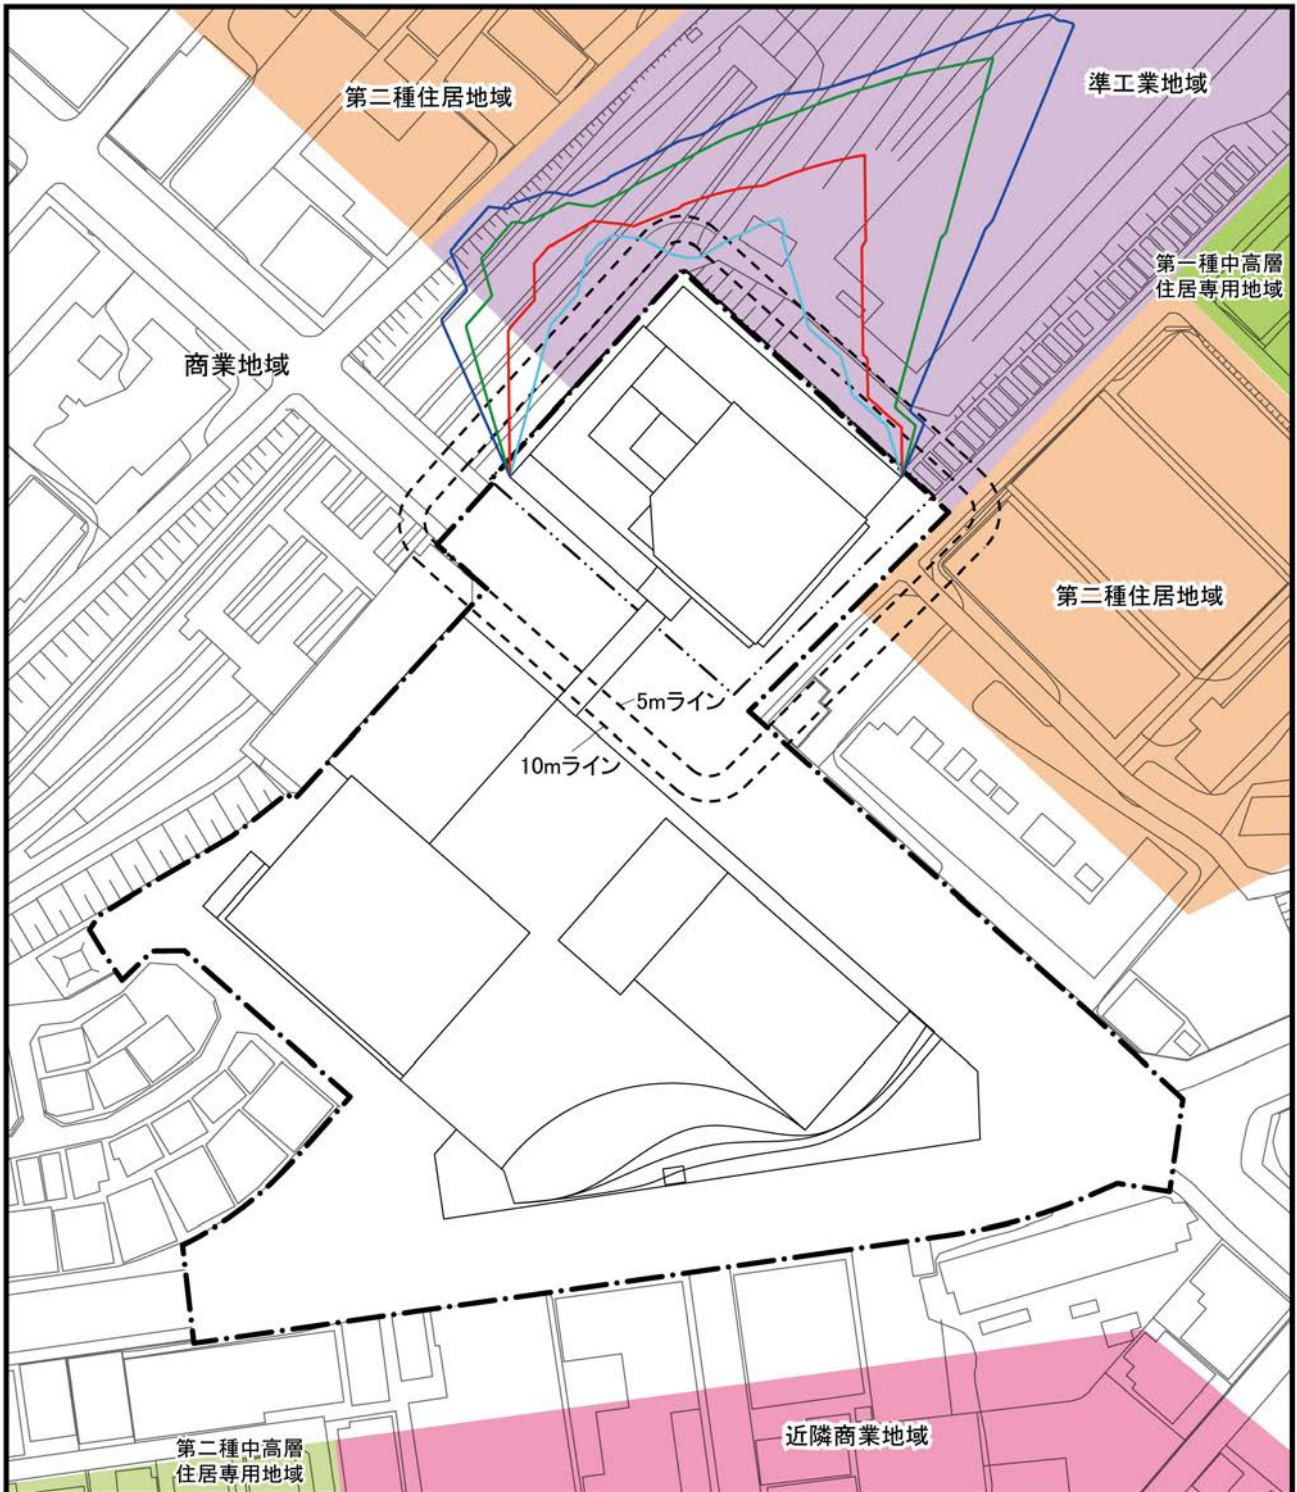 第二種住居地域
準工業地域
第一種中高層
住居専用地域
商業地域
第二種住居地域
5mライン
10mライン
近隣商業地域
第二種中高層
住居専用地域